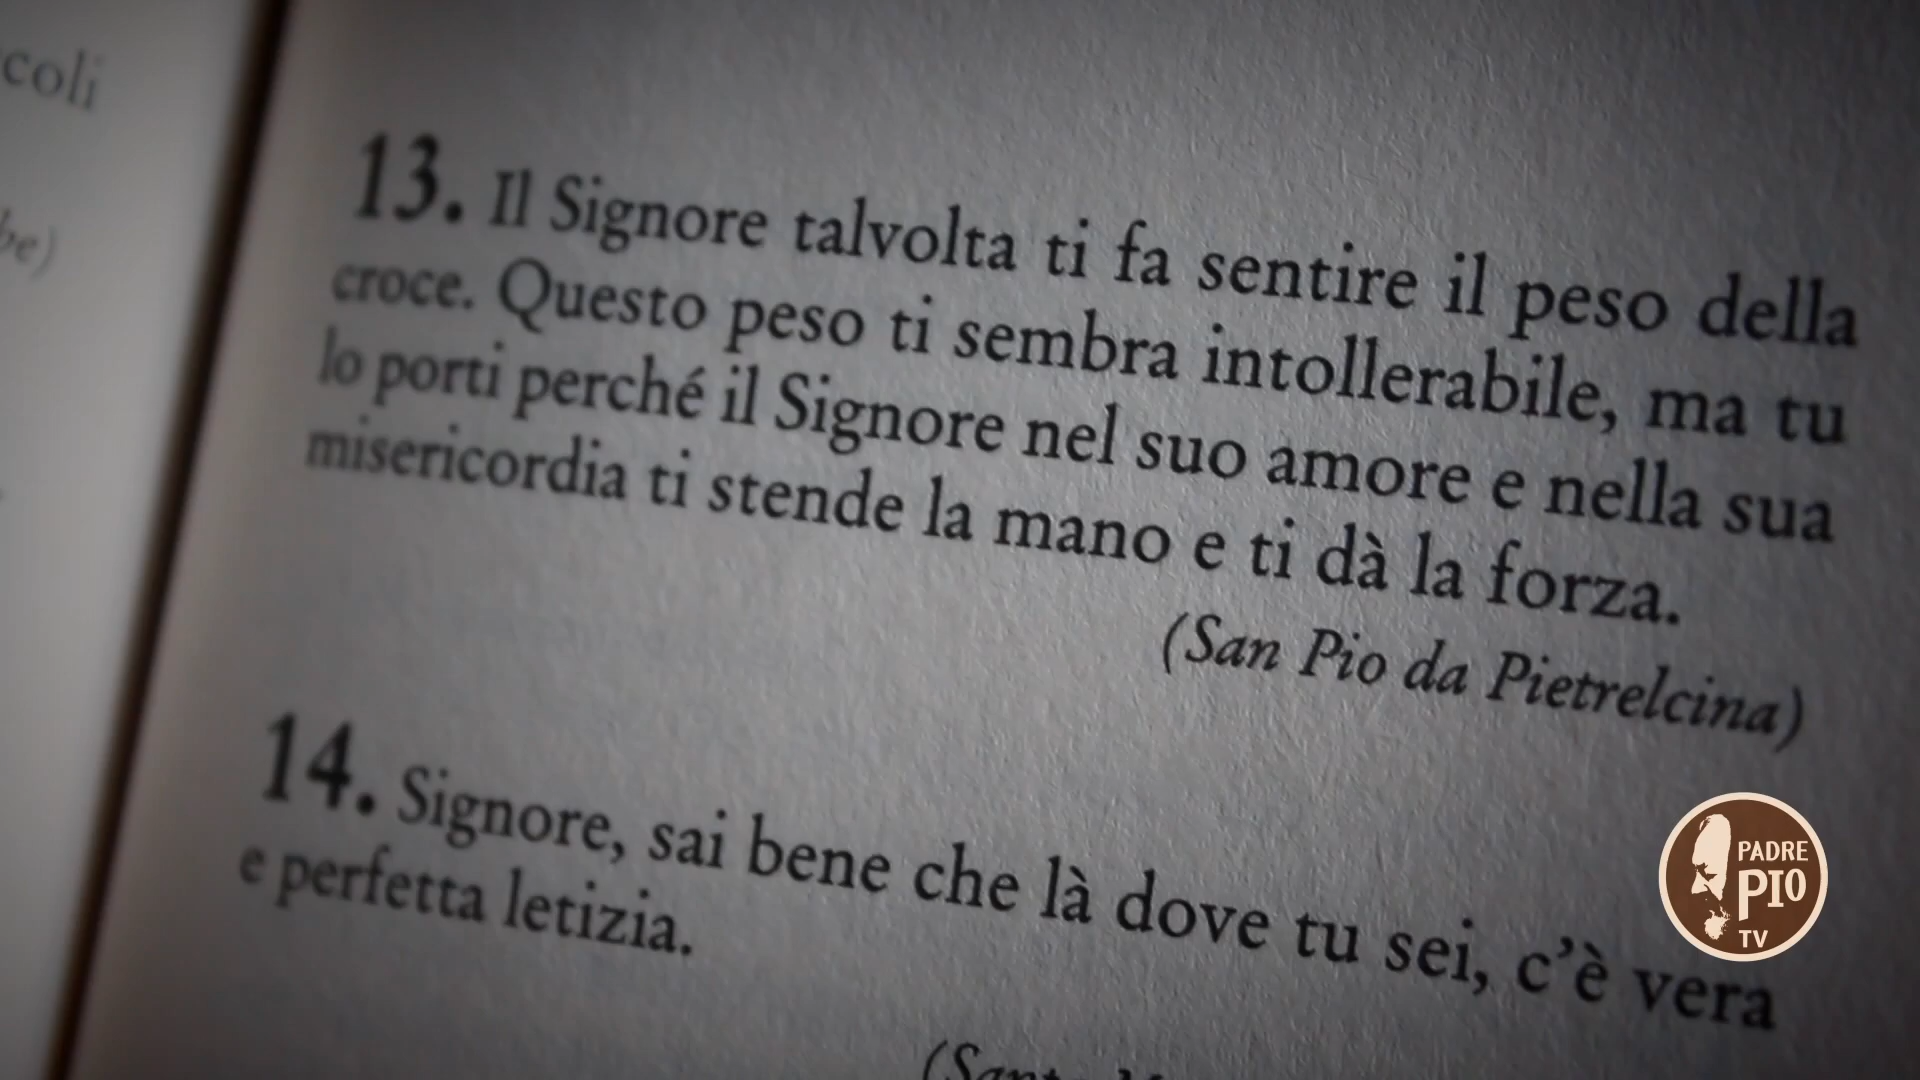 coli
be)
13. Il Signore talvolta ti fa sentire il peso della
croce. Questo peso ti sembra intollerabile, ma tu
lo porti perché il Signore nel suo amore e nella sua
misericordia ti stende la mano e ti dà la forza.
(San Pio da Pietrelcina)
14. Signore, sai bene che là dove tu sei, c'è vera
e perfetta letizia.
PADRE
PIO
TV